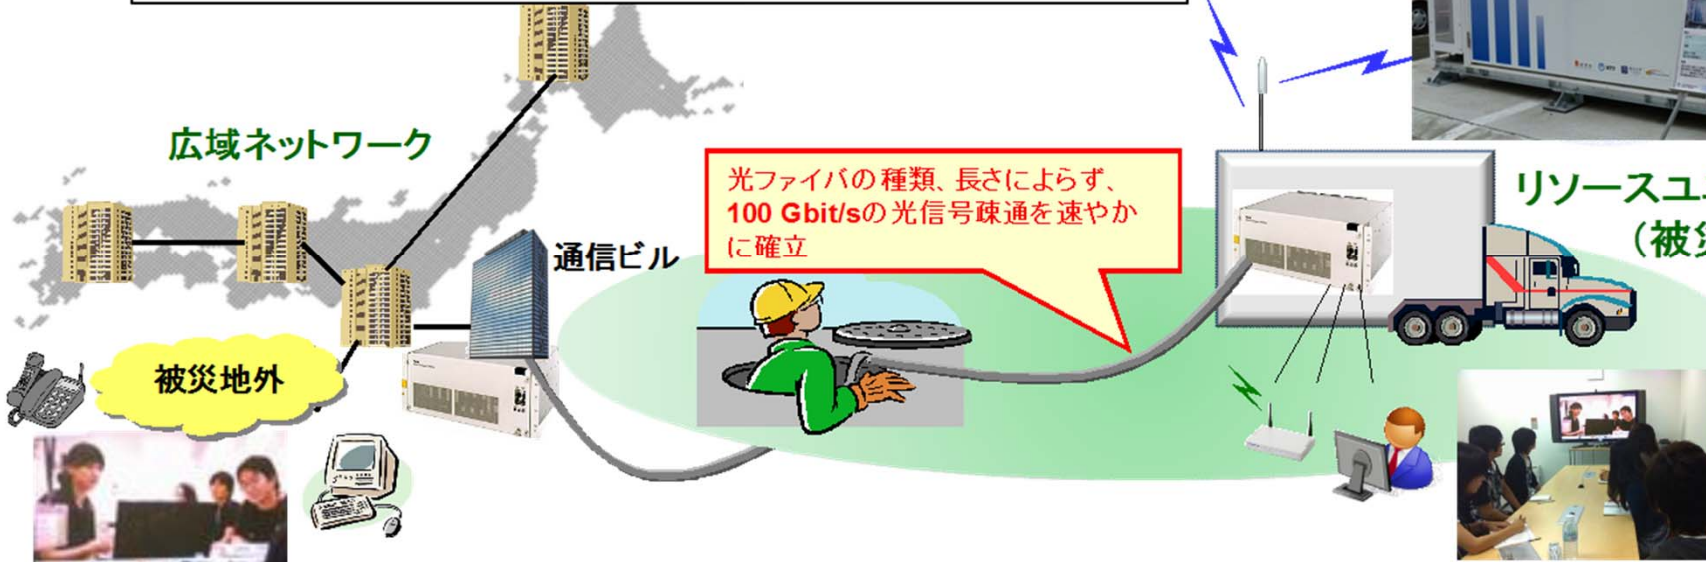 広域ネットワーク
通信ビル
被災地外
光ファイバの種類、長さによらず、
100 Gbit/sの光信号疎通を速やか
に確立
リソースユ
（被災